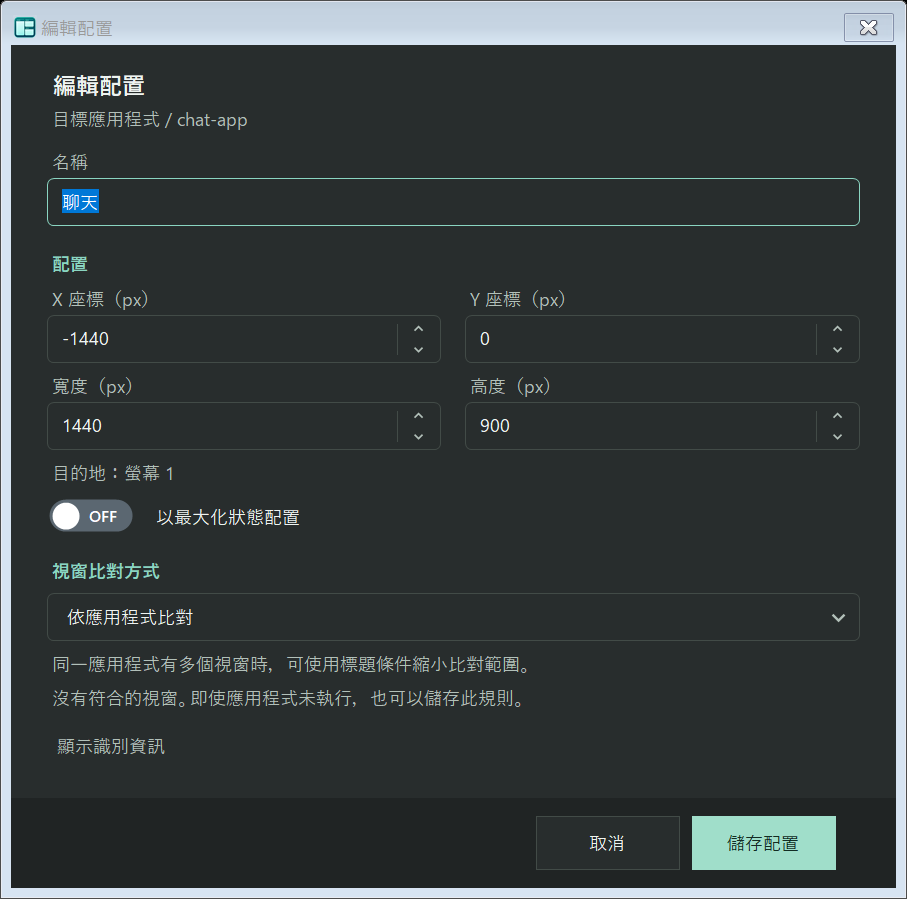 編輯配置
編輯配置
目標應用程式 / chat-app
名稱
聊天
配置
X 座標（px）
Y 座標（px）
-1440
0
寬度（px）
高度（px）
1440
900
目的地：螢幕 1
OFF
以最大化狀態配置
視窗比對方式
依應用程式比對
同一應用程式有多個視窗時，可使用標題條件縮小比對範圍。
沒有符合的視窗。即使應用程式未執行，也可以儲存此規則。
顯示識別資訊
取消
儲存配置